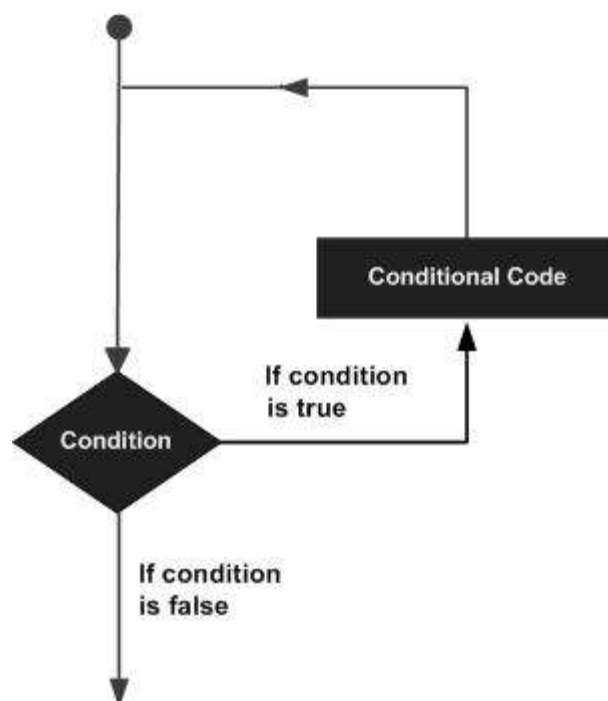 Conditional Code
If condition
is true
Condition
If condition
is false